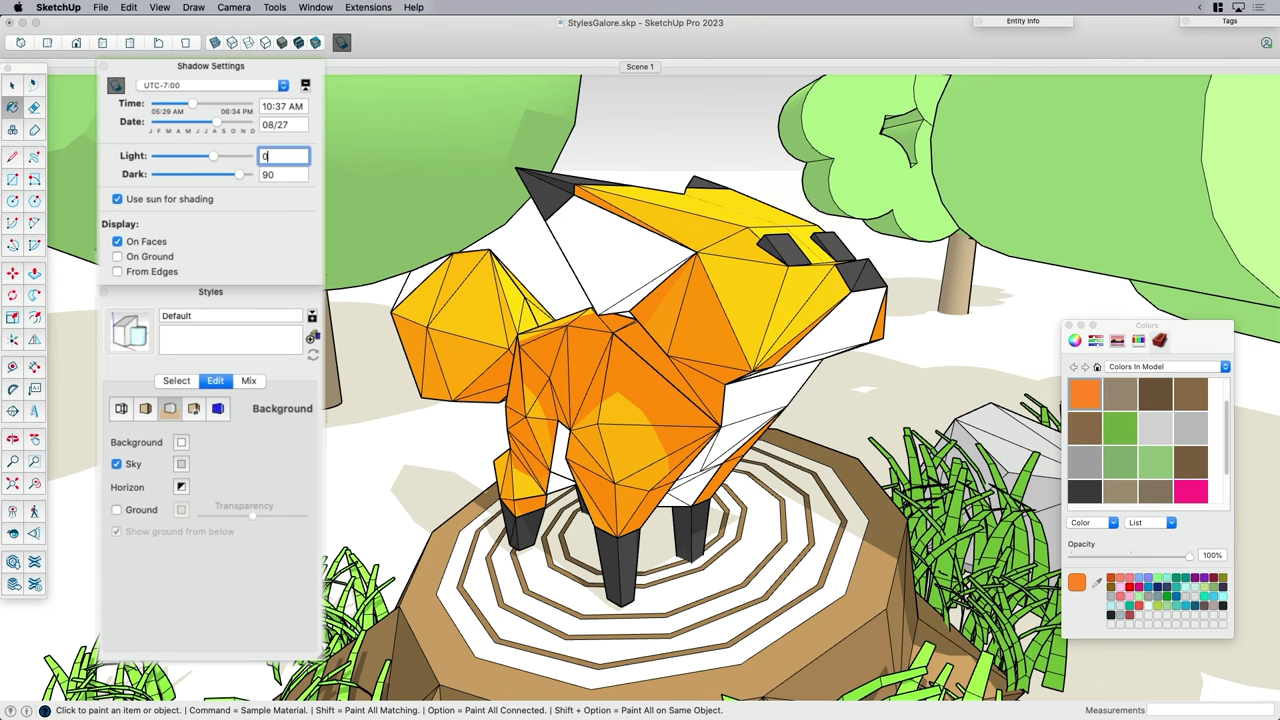 SketchUp File Edit View Draw Camera Tools Window Extensions Help
StylesGalore.skp - SketchUp Pro 2023
Entity Info
Tags
Scene 1
Shadow Settings
UTC-7:00
Time: 05:29 AM 06:34 PM 10:37 AM
Date: J F M A M J J A S O N D 08/27
Light: 0
Dark: 90
Use sun for shading
Display:
On Faces
On Ground
From Edges
Styles
Default
Select Edit Mix
Background
Background
Sky
Horizon
Ground
Transparency
Show ground from below
Colors
Colors In Model
Color List
Opacity
100%
Click to paint an item or object. | Command = Sample Material. | Shift = Paint All Matching. | Option = Paint All Connected. | Shift + Option = Paint All on Same Object.
Measurements